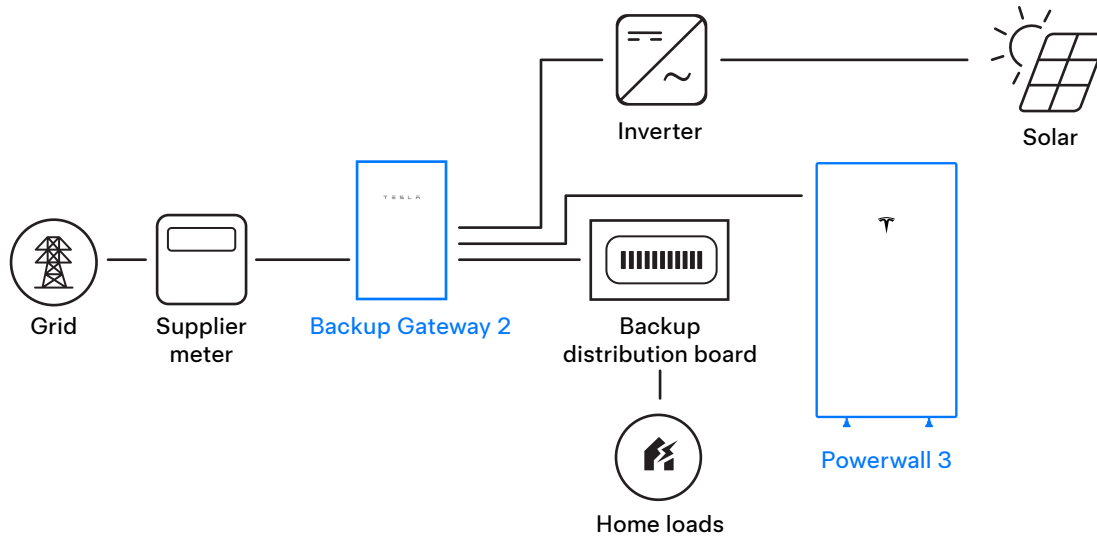 Inverter
Solar
TESLA
Grid
Supplier
meter
Backup Gateway 2
Backup
distribution board
Powerwall 3
Home loads